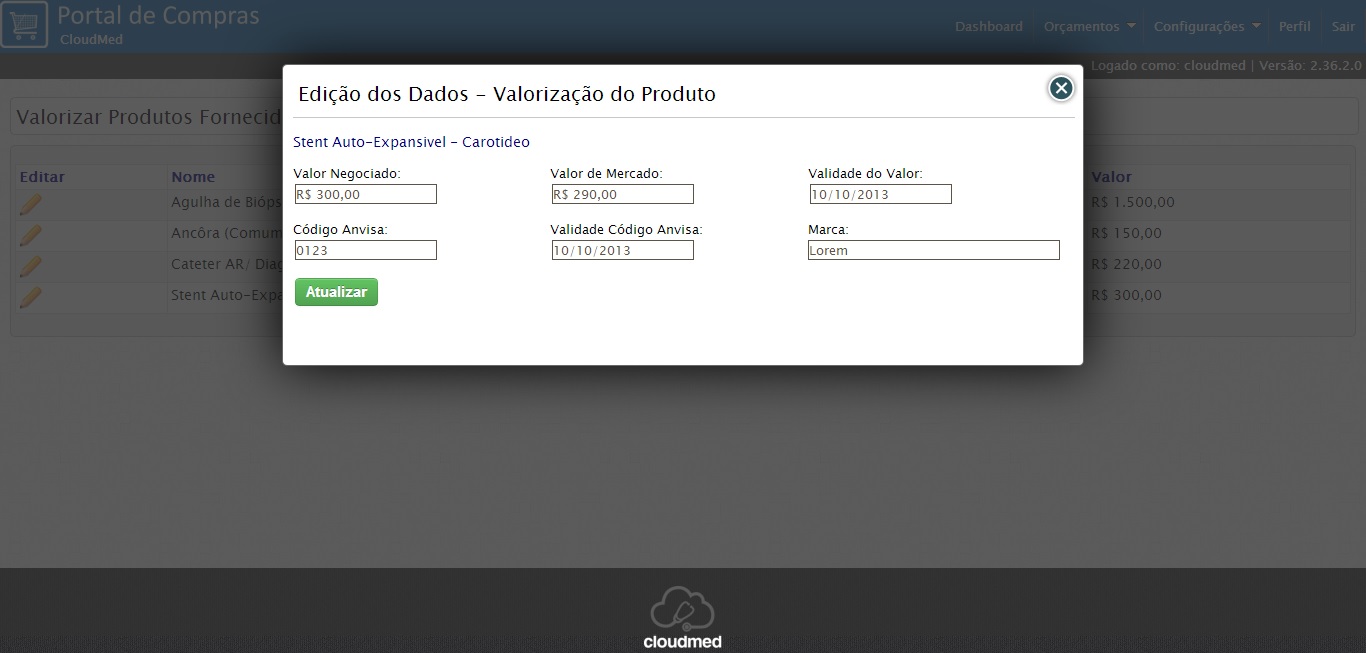 Portal de Compras
CloudMed
Dashboard Orçamentos Configurações Perfil Sair
Logado como: cloudmed | Versão: 2.36.2.0
Edição dos Dados - Valorização do Produto
Valorizar Produtos Fornecid
Stent Auto-Expansivel - Carotideo
Editar Nome Valor
Valor Negociado: Valor de Mercado: Validade do Valor:
R$ 300,00 R$ 290,00 10/10/2013
Agulha de Bióps R$ 1.500,00
Código Anvisa: Validade Código Anvisa: Marca:
Ancôra (Comum R$ 150,00
0123 10/10/2013 Lorem
Cateter AR/ Diag R$ 220,00
Atualizar
Stent Auto-Expa R$ 300,00
cloudmed